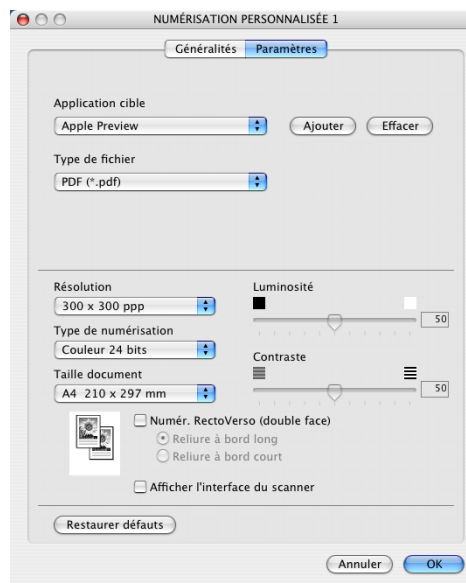 NUMÉRISATION PERSONNALISÉE 1
Généralités Paramètres
Application cible
Apple Preview Ajouter Effacer
Type de fichier
PDF (*.pdf)
Résolution
300 x 300 ppp
Type de numérisation
Couleur 24 bits
Taille document
A4 210 x 297 mm
Luminosité
50
Contraste
50
Numér. RectoVerso (double face)
Reliure à bord long
Reliure à bord court
Afficher l'interface du scanner
Restaurer défauts
Annuler OK